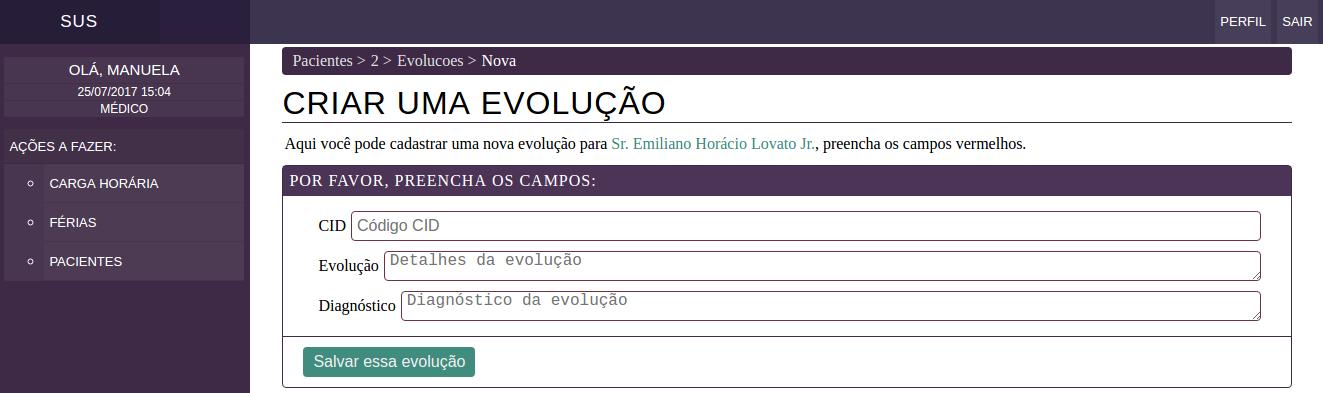 SUS
PERFIL SAIR
OLÁ, MANUELA
25/07/2017 15:04
MÉDICO
AÇÕES A FAZER:
CARGA HORÁRIA
FÉRIAS
PACIENTES
Pacientes > 2 > Evolucoes > Nova
CRIAR UMA EVOLUÇÃO
Aqui você pode cadastrar uma nova evolução para Sr. Emiliano Horácio Lovato Jr., preencha os campos vermelhos.
POR FAVOR, PREENCHA OS CAMPOS:
CID Código CID
Evolução Detalhes da evolução
Diagnóstico Diagnóstico da evolução
Salvar essa evolução